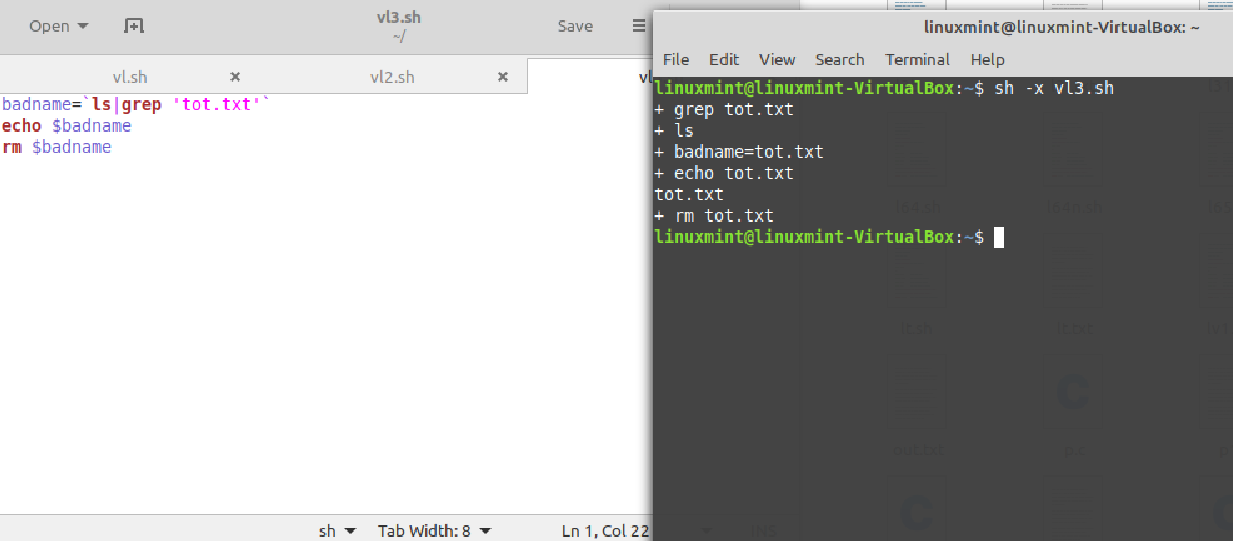 Open
vl3.sh
~/
Save
vl.sh
vl2.sh
vl
badname=`ls|grep 'tot.txt'`
echo $badname
rm $badname
sh
Tab Width: 8
Ln 1, Col 22
INS
linuxmint@linuxmint-VirtualBox: ~
File Edit View Search Terminal Help
linuxmint@linuxmint-VirtualBox:~$ sh -x vl3.sh
+ grep tot.txt
+ ls
+ badname=tot.txt
+ echo tot.txt
tot.txt
+ rm tot.txt
linuxmint@linuxmint-VirtualBox:~$